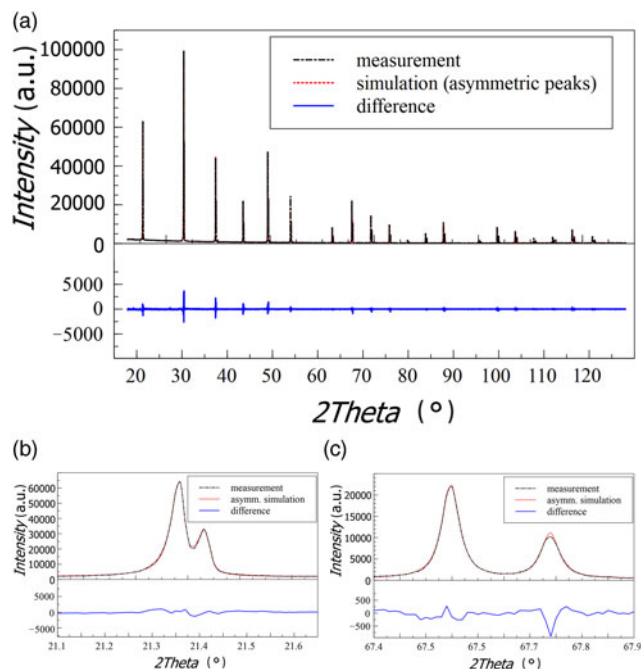 (a)
measurement
simulation (asymmetric peaks)
difference
Intensity (a.u.)
100000
80000
60000
40000
20000
0
5000
0
−5000
20 30 40 50 60 70 80 90 100 110 120
2Theta (°)
(b)
measurement
asymm. simulation
difference
Intensity (a.u.)
60000
50000
40000
30000
20000
10000
0
5000
0
−5000
21.1 21.2 21.3 21.4 21.5 21.6
2Theta (°)
(c)
measurement
asymm. simulation
difference
Intensity (a.u.)
20000
15000
10000
5000
0
500
0
−500
67.4 67.5 67.6 67.7 67.8 67.9
2Theta (°)